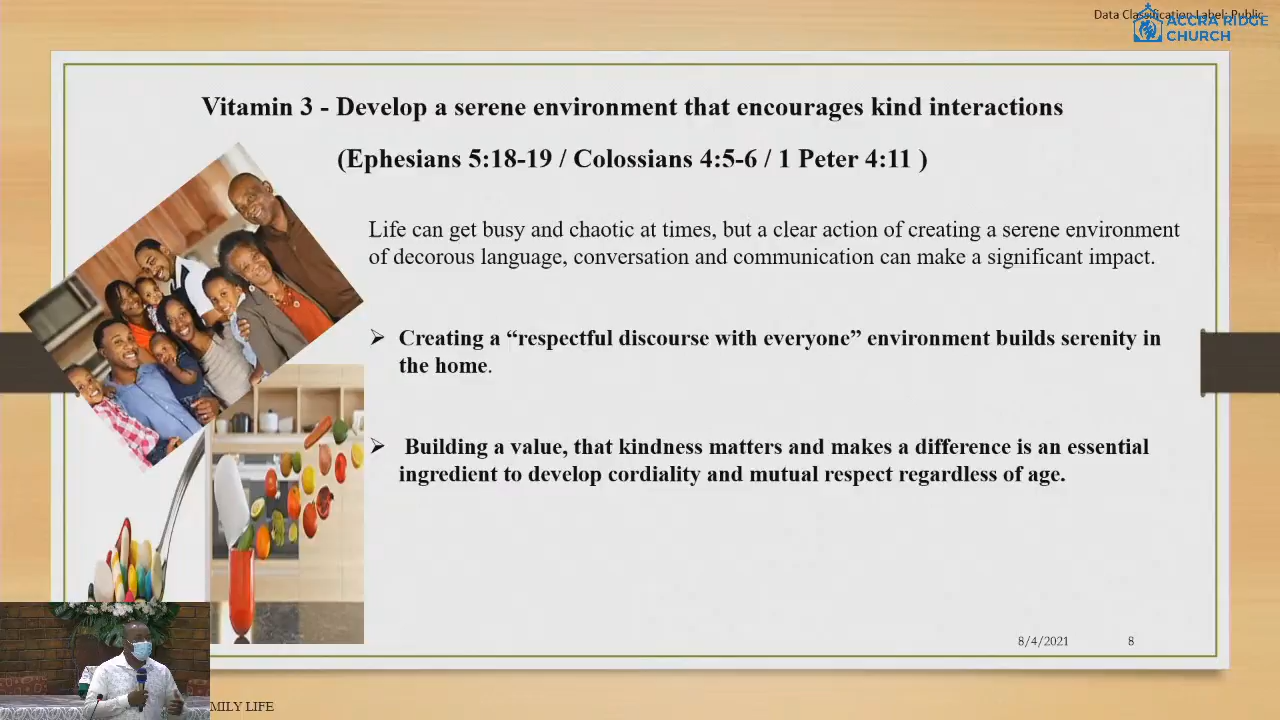 Data Classification Label: Public
ACCRA RIDGE
CHURCH
Vitamin 3 - Develop a serene environment that encourages kind interactions
(Ephesians 5:18-19 / Colossians 4:5-6 / 1 Peter 4:11 )
Life can get busy and chaotic at times, but a clear action of creating a serene environment
of decorous language, conversation and communication can make a significant impact.
➢ Creating a “respectful discourse with everyone” environment builds serenity in
the home.
➢ Building a value, that kindness matters and makes a difference is an essential
ingredient to develop cordiality and mutual respect regardless of age.
8/4/2021 8
MILY LIFE